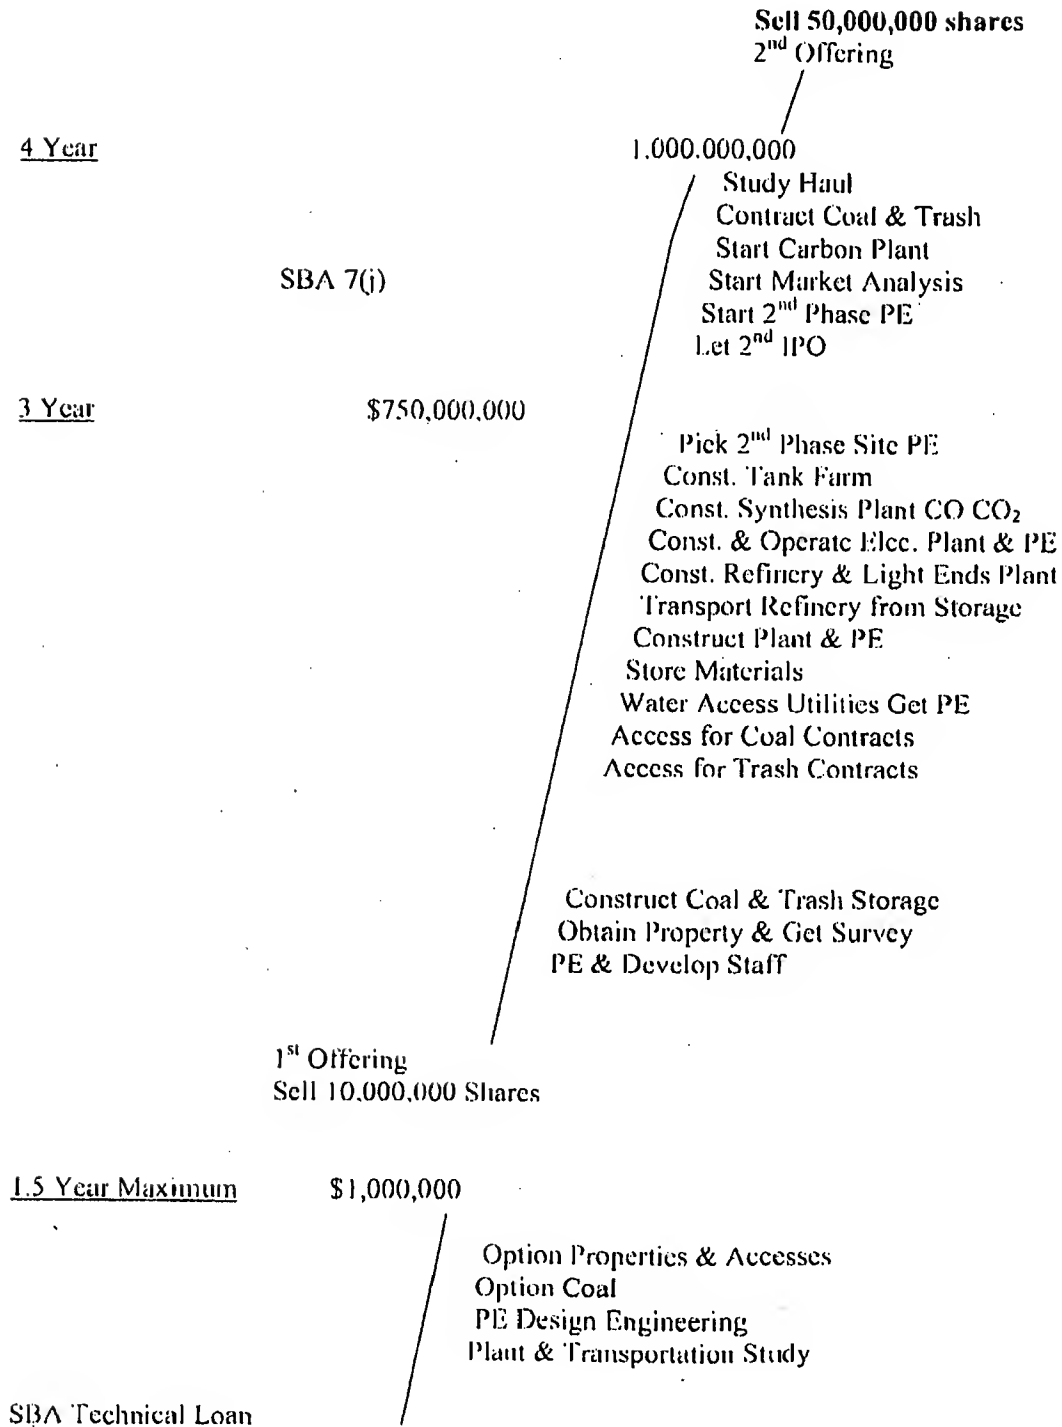 Sell 50,000,000 shares
2nd Offering
4 Year
1.000.000,000
Study Haul
Contract Coal & Trash
Start Carbon Plant
SBA 7(j)
Start Market Analysis
Start 2nd Phase PE
Let 2nd IPO
3 Year
$750,000,000
Pick 2nd Phase Site PE
Const. Tank Farm
Const. Synthesis Plant CO CO₂
Const. & Operate Elec. Plant & PE
Const. Refinery & Light Ends Plant
Transport Refinery from Storage
Construct Plant & PE
Store Materials
Water Access Utilities Get PE
Access for Coal Contracts
Access for Trash Contracts
Construct Coal & Trash Storage
Obtain Property & Get Survey
PE & Develop Staff
1st Offering
Sell 10,000,000 Shares
1.5 Year Maximum
$1,000,000
Option Properties & Accesses
Option Coal
PE Design Engineering
Plant & Transportation Study
SBA Technical Loan